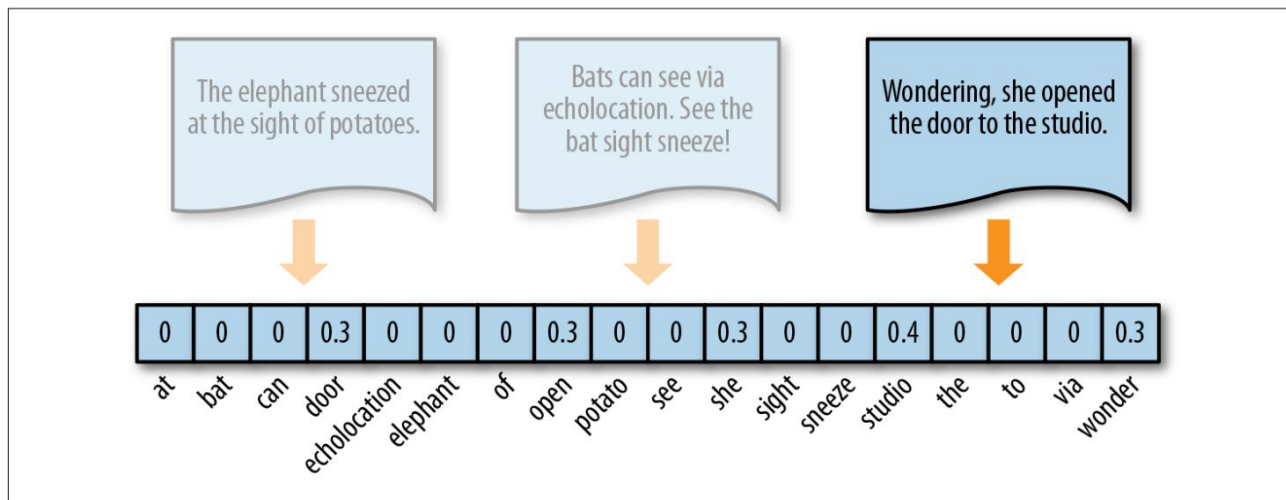 The elephant sneezed
at the sight of potatoes.
Bats can see via
echolocation. See the
bat sight sneeze!
Wondering, she opened
the door to the studio.
0 0 0 0.3 0 0 0 0.3 0 0 0.3 0 0 0.4 0 0 0 0.3
at bat can door echolocation elephant of open potato see she sight sneeze studio the to via wonder